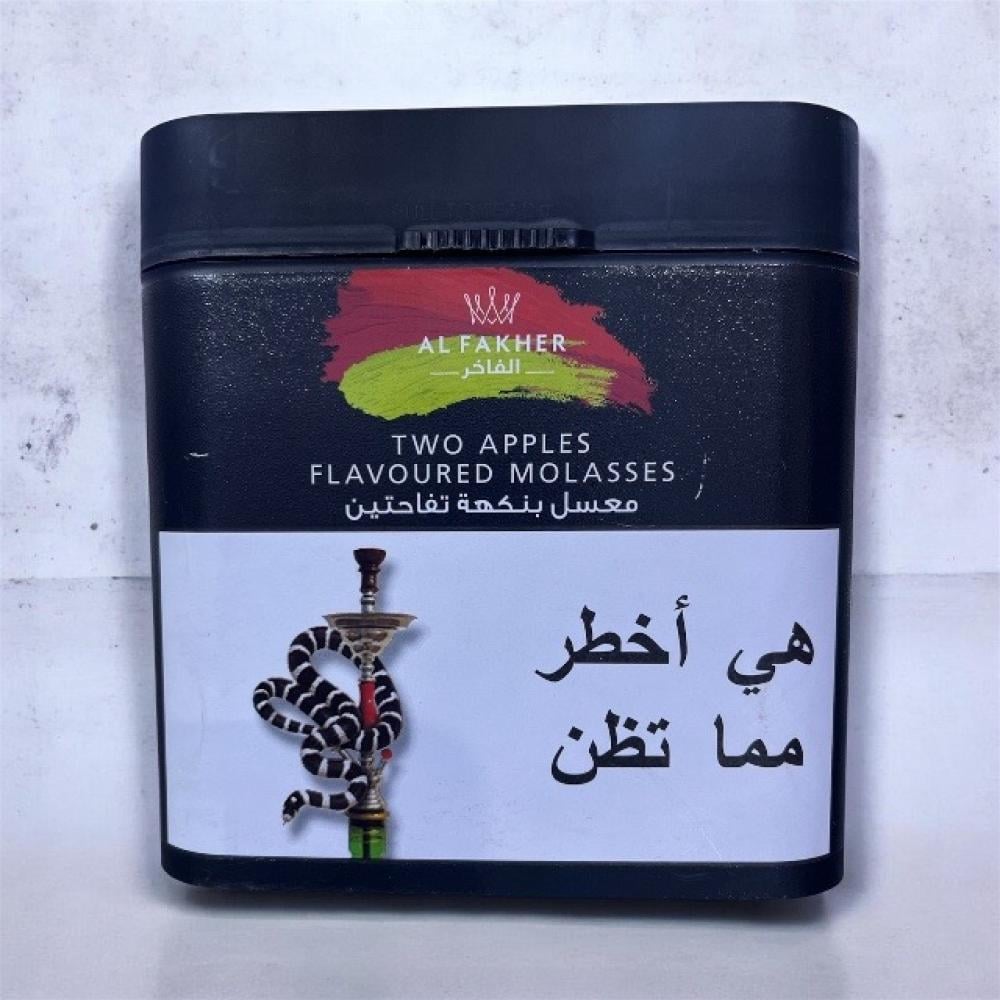 AL FAKHER
الفاخر
TWO APPLES
FLAVOURED MOLASSES
معسل بنكهة تفاحتين
هي أخطر
مما تظن